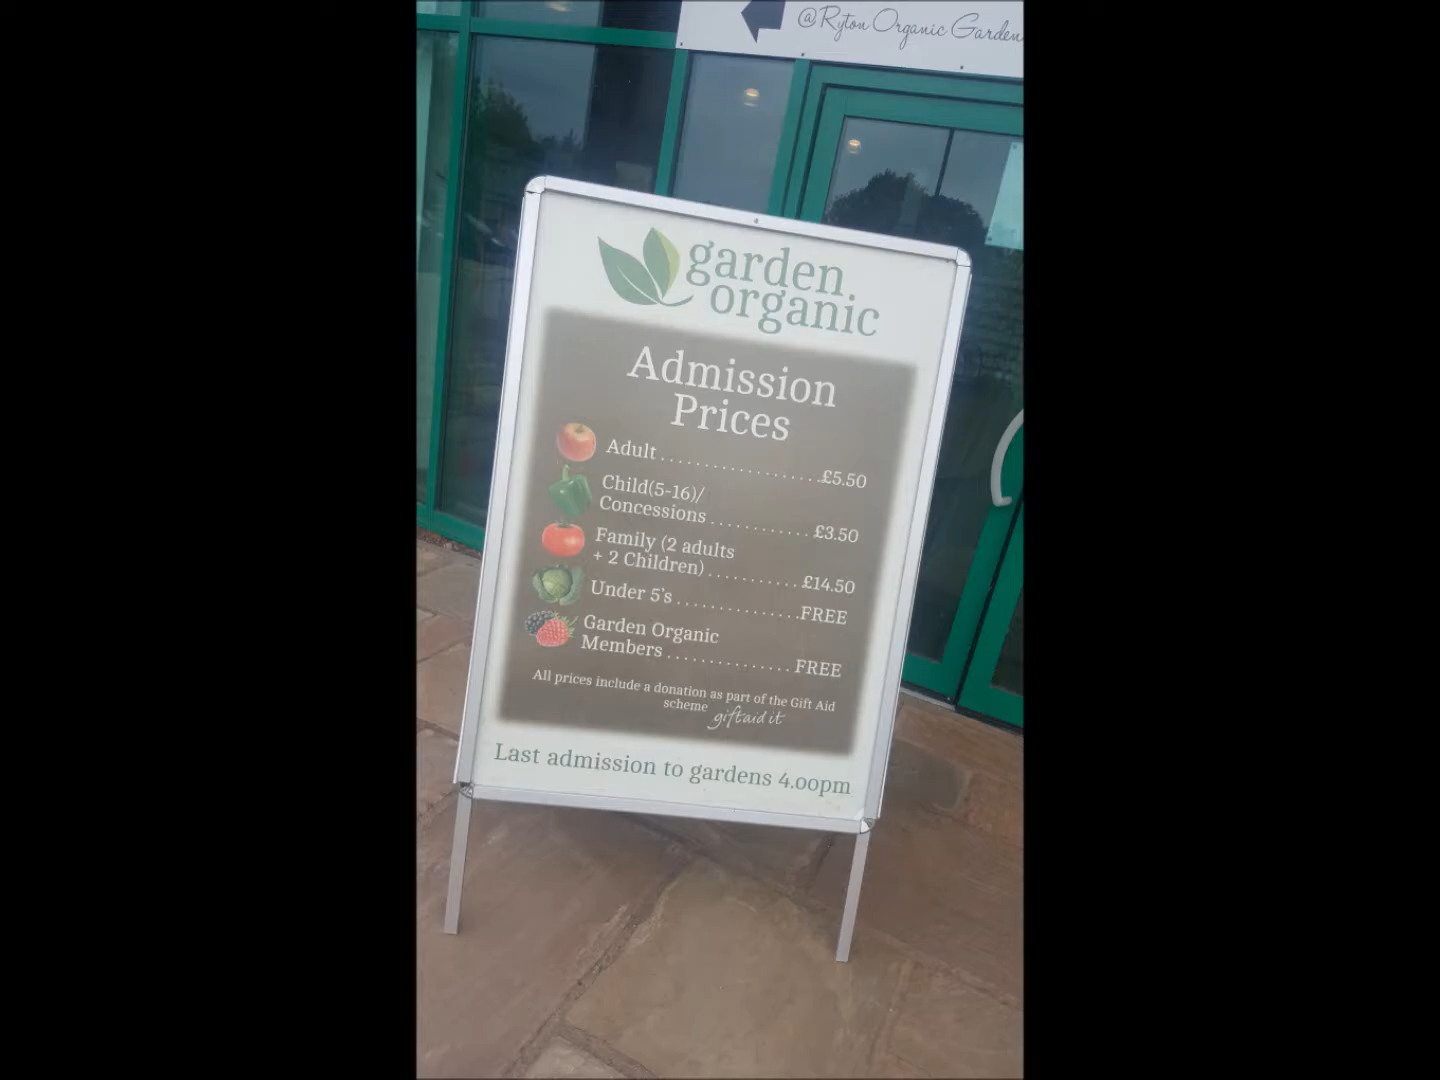 @Ryton Organic Garden
garden
organic
Admission
Prices
Adult ................... £5.50
Child(5-16)/
Concessions ............ £3.50
Family (2 adults
+ 2 Children) ........... £14.50
Under 5's ............... FREE
Garden Organic
Members ............... FREE
All prices include a donation as part of the Gift Aid
scheme giftaid it
Last admission to gardens 4.00pm